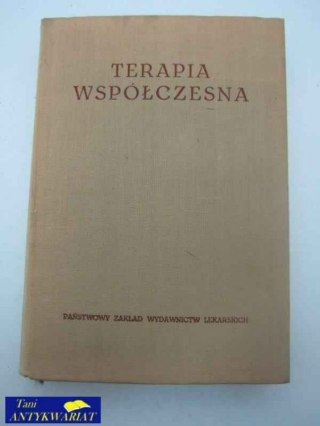 TERAPIA
WSPÓŁCZESNA
PAŃSTWOWY ZAKŁAD WYDAWNICTW LEKARSKICH
Tani
ANTYKWARIAT